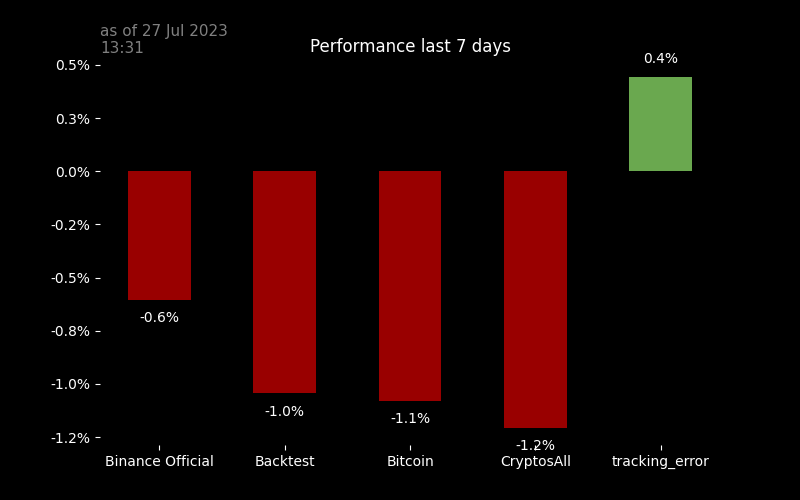 as of 27 Jul 2023
13:31
Performance last 7 days
0.5%
0.3%
0.0%
-0.2%
-0.5%
-0.8%
-1.0%
-1.2%
0.4%
-0.6%
-1.0%
-1.1%
-1.2%
Binance Official
Backtest
Bitcoin
CryptosAll
tracking_error